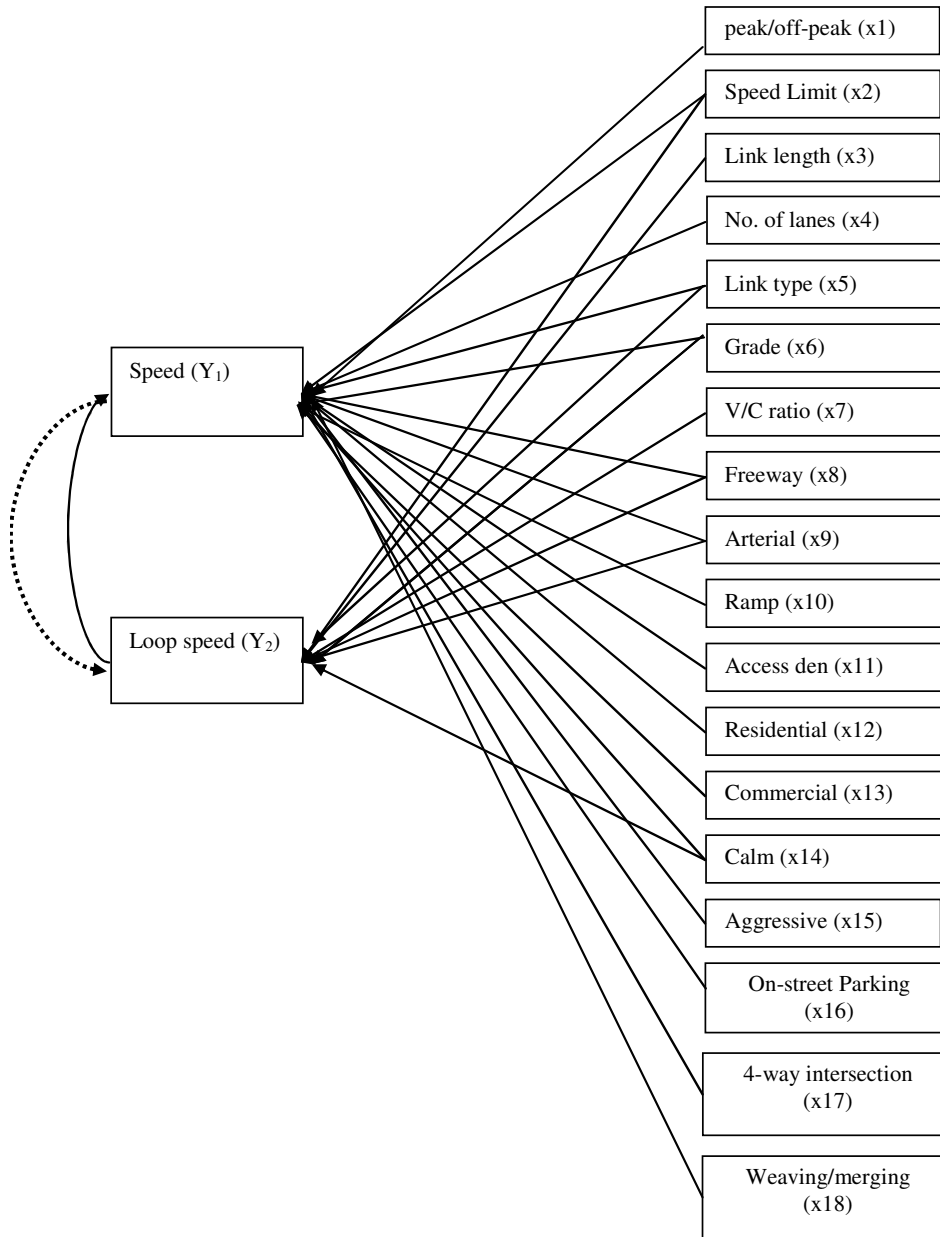 peak/off-peak (x1)
Speed Limit (x2)
Link length (x3)
No. of lanes (x4)
Link type (x5)
Grade (x6)
V/C ratio (x7)
Freeway (x8)
Arterial (x9)
Ramp (x10)
Access den (x11)
Residential (x12)
Commercial (x13)
Calm (x14)
Aggressive (x15)
On-street Parking
(x16)
4-way intersection
(x17)
Weaving/merging
(x18)
Speed (Y₁)
Loop speed (Y₂)